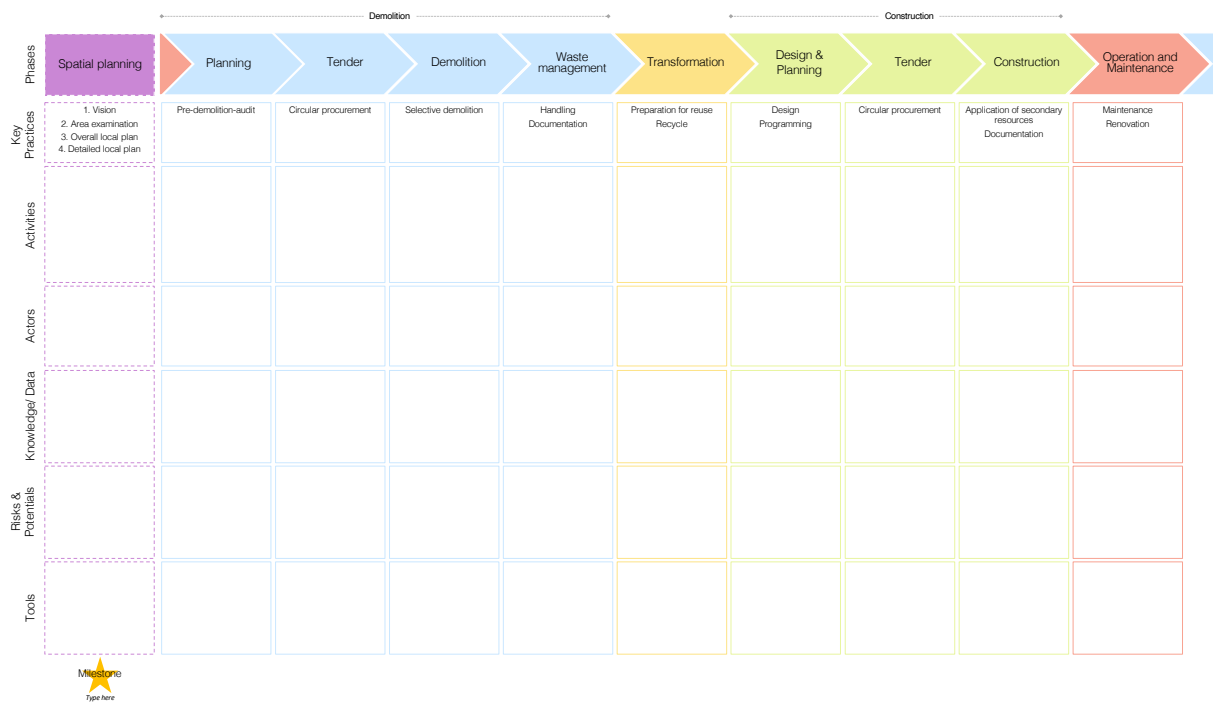 Demolition
Construction
Phases
Spatial planning
Planning
Tender
Demolition
Waste
management
Transformation
Design &
Planning
Tender
Construction
Operation and
Maintenance
Key
Practices
1. Vision
2. Area examination
3. Overall local plan
4. Detailed local plan
Pre-demolition-audit
Circular procurement
Selective demolition
Handling
Documentation
Preparation for reuse
Recycle
Design
Programming
Circular procurement
Application of secondary
resources
Documentation
Maintenance
Renovation
Activities
Actors
Knowledge/ Data
Risks &
Potentials
Tools
Milestone
Type here